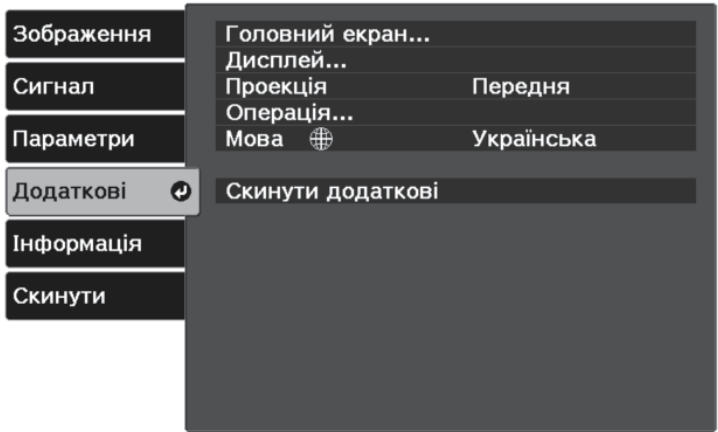 Зображення
Сигнал
Параметри
Додаткові
Інформація
Скинути
Головний екран...
Дисплей...
Проекція Передня
Операція...
Мова Українська
Скинути додаткові